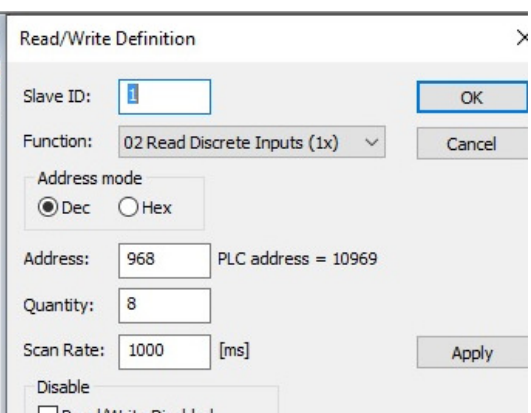 Read/Write Definition
Slave ID: 1 OK
Function: 02 Read Discrete Inputs (1x) Cancel
Address mode
Dec Hex
Address: 968 PLC address = 10969
Quantity: 8
Scan Rate: 1000 [ms] Apply
Disable